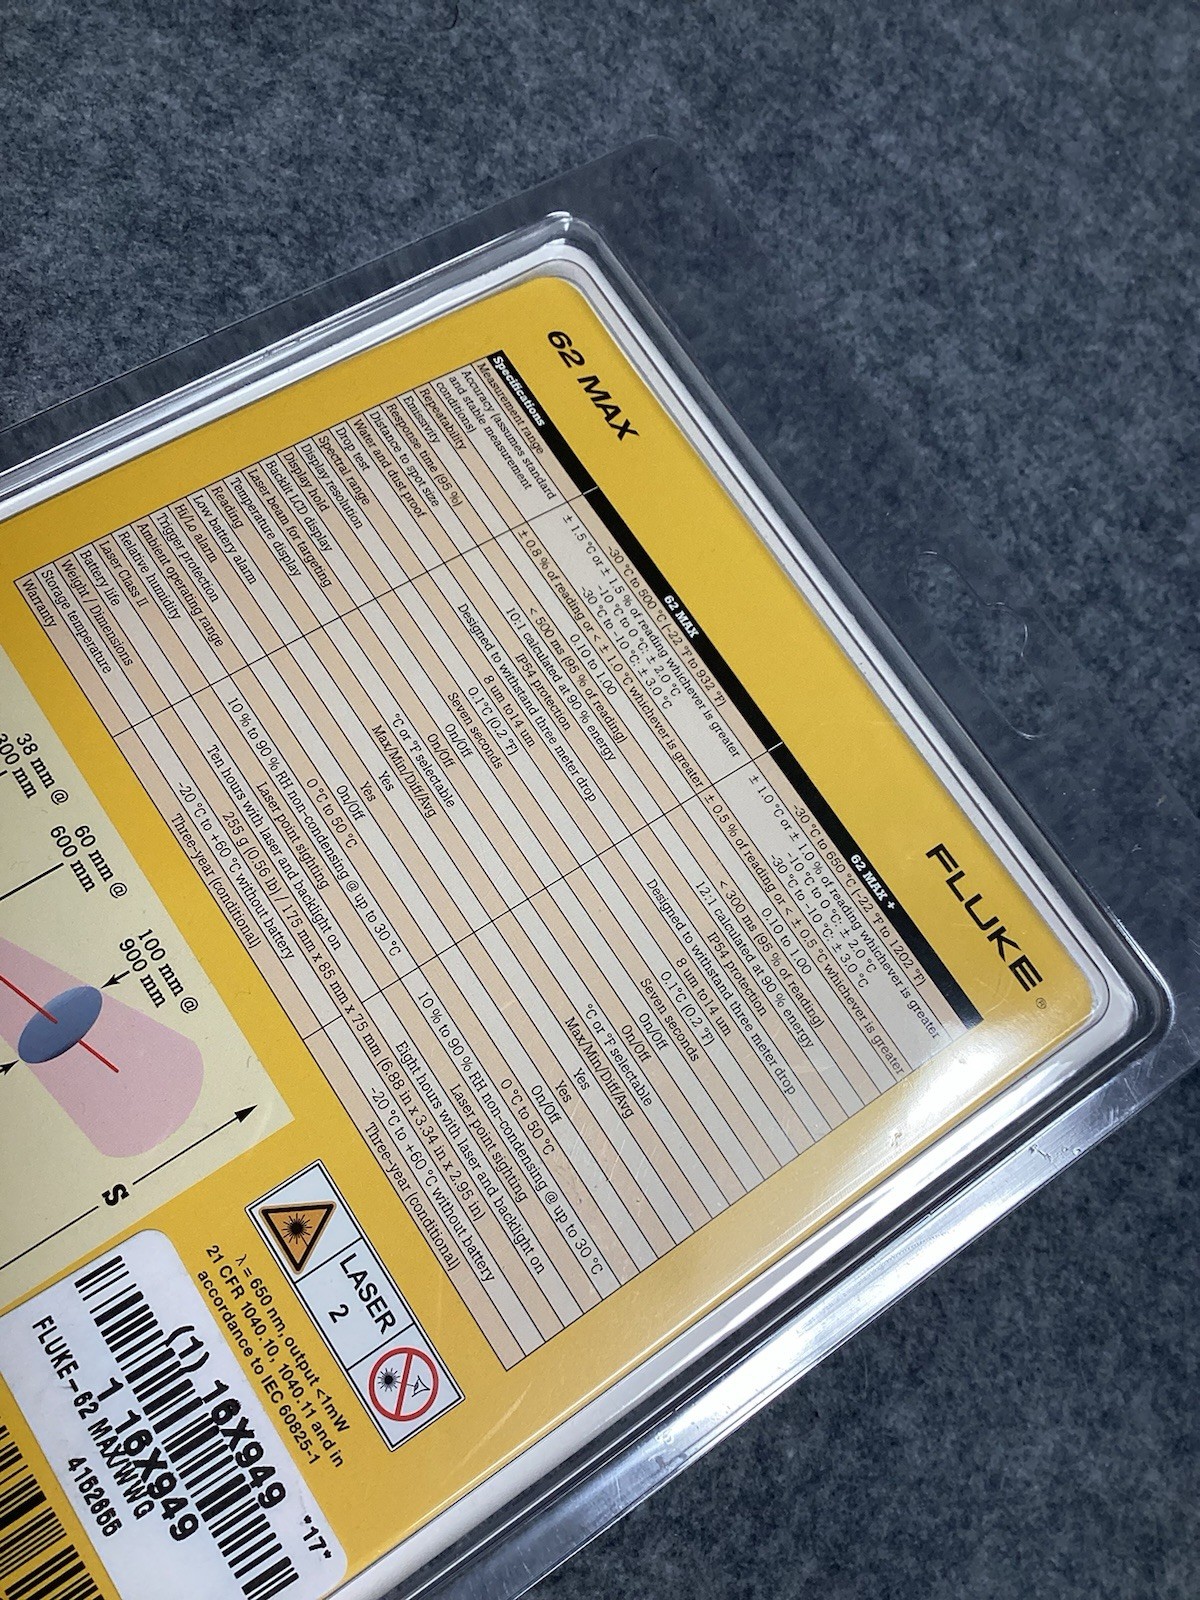 62 MAX
FLUKE®
Specifications 62 MAX 62 MAX +
Measurement range -30 °C to 500 °C (-22 °F to 932 °F) -30 °C to 650 °C (-22 °F to 1202 °F)
Accuracy (assumes standard ± 1.5 °C or ± 1.5 % of reading whichever is greater ± 1.0 °C or ± 1.0 % of reading whichever is greater
and stable measurement -10 °C to 0 °C: ± 2.0 °C -10 °C to 0 °C: ± 2.0 °C
conditions) -30 °C to -10 °C: ± 3.0 °C -30 °C to -10 °C: ± 3.0 °C
Repeatability ± 0.8 % of reading or < ± 1.0 °C whichever is greater ± 0.5 % of reading or < ± 0.5 °C whichever is greater
Emissivity 0.10 to 1.00 0.10 to 1.00
Response time (95 %) < 500 ms (95 % of reading) < 300 ms (95 % of reading)
Distance to spot size 10:1 calculated at 90 % energy 12:1 calculated at 90 % energy
Water and dust proof IP54 protection IP54 protection
Drop test Designed to withstand three meter drop Designed to withstand three meter drop
Spectral range 8 um to14 um 8 um to14 um
Display resolution 0.1°C (0.2 °F) 0.1°C (0.2 °F)
Display hold Seven seconds Seven seconds
Backlit LCD display On/Off On/Off
Laser beam for targeting On/Off On/Off
Temperature display °C or °F selectable °C or °F selectable
Reading Max/Min/Diff/Avg Max/Min/Diff/Avg
Low battery alarm Yes Yes
Hi/Lo alarm Yes Yes
Trigger protection On/Off On/Off
Ambient operating range 0 °C to 50 °C 0 °C to 50 °C
Relative humidity 10 % to 90 % RH non-condensing @ up to 30 °C 10 % to 90 % RH non-condensing @ up to 30 °C
Laser Class II Laser point sighting Laser point sighting
Battery life Ten hours with laser and backlight on Eight hours with laser and backlight on
Weight / Dimensions 255 g (0.56 lb) / 175 mm x 85 mm x 75 mm (6.88 in x 3.34 in x 2.95 in)
Storage temperature -20 °C to +60 °C without battery -20 °C to +60 °C without battery
Warranty Three-year (conditional) Three-year (conditional)
38 mm @
300 mm
60 mm @
600 mm
100 mm @
900 mm
S
LASER
2
λ = 650 nm, output <1mW
21 CFR 1040.10, 1040.11 and in
accordance to IEC 60825-1
*17*
(1) 16X949
1 16X949
FLUKE-62 MAX/WWG
4152655